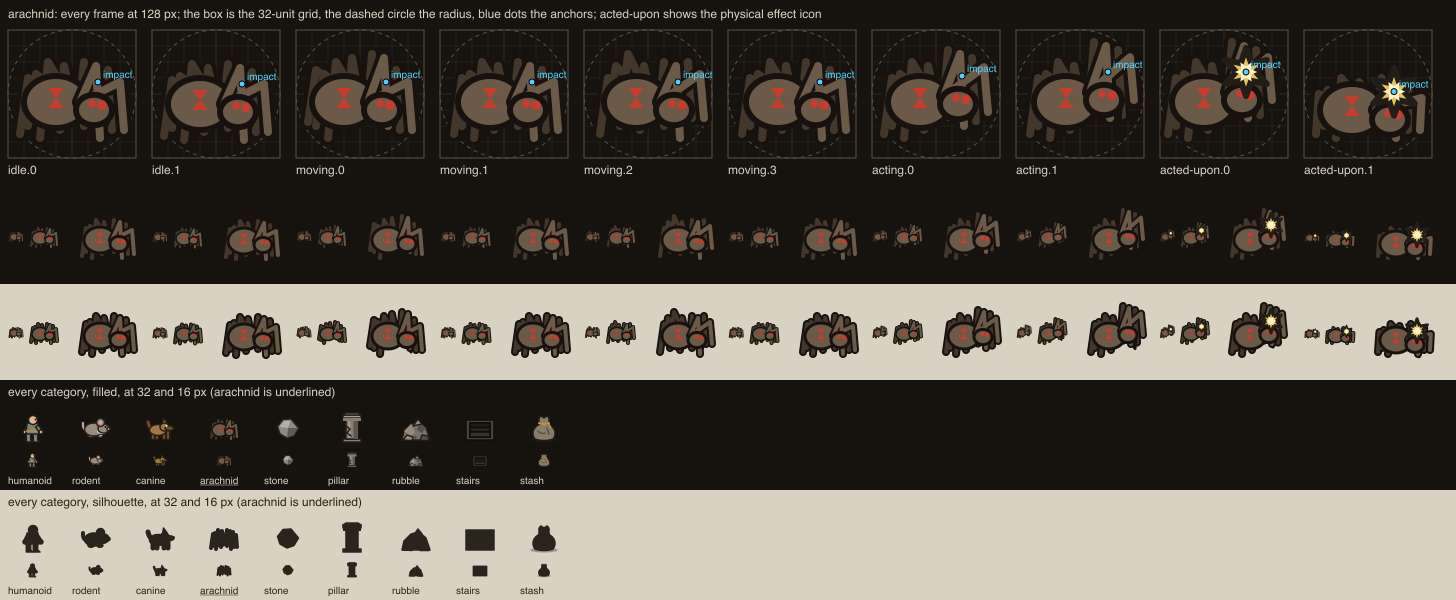 arachnid: every frame at 128 px; the box is the 32-unit grid, the dashed circle the radius, blue dots the anchors; acted-upon shows the physical effect icon
impact impact impact impact impact impact impact impact impact impact
idle.0 idle.1 moving.0 moving.1 moving.2 moving.3 acting.0 acting.1 acted-upon.0 acted-upon.1
every category, filled, at 32 and 16 px (arachnid is underlined)
humanoid rodent canine arachnid stone pillar rubble stairs stash
every category, silhouette, at 32 and 16 px (arachnid is underlined)
humanoid rodent canine arachnid stone pillar rubble stairs stash